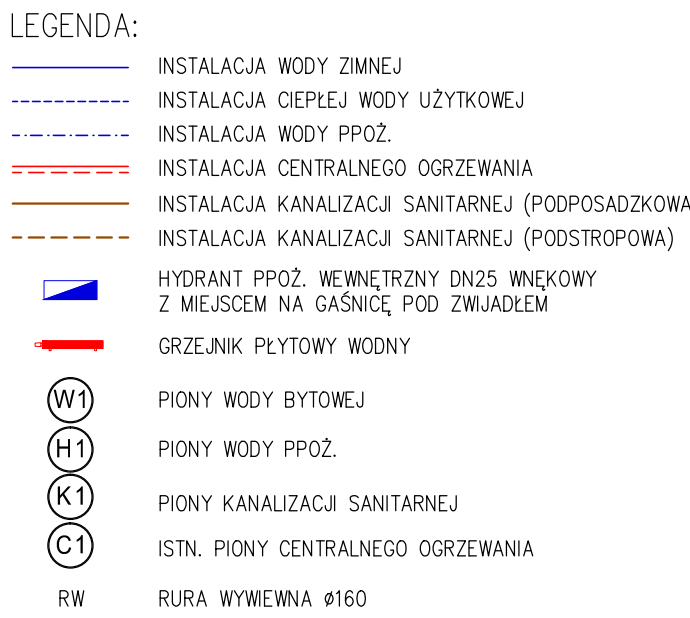 LEGENDA:
INSTALACJA WODY ZIMNEJ
INSTALACJA CIEPŁEJ WODY UŻYTKOWEJ
INSTALACJA WODY PPOŻ.
INSTALACJA CENTRALNEGO OGRZEWANIA
INSTALACJA KANALIZACJI SANITARNEJ (PODPOSADZKOWA
INSTALACJA KANALIZACJI SANITARNEJ (PODSTROPOWA)
HYDRANT PPOŻ. WEWNĘTRZNY DN25 WNĘKOWY
Z MIEJSCEM NA GAŚNICĘ POD ZWIJADŁEM
GRZEJNIK PŁYTOWY WODNY
W1 PIONY WODY BYTOWEJ
H1 PIONY WODY PPOŻ.
K1 PIONY KANALIZACJI SANITARNEJ
C1 ISTN. PIONY CENTRALNEGO OGRZEWANIA
RW RURA WYWIEWNA ø160